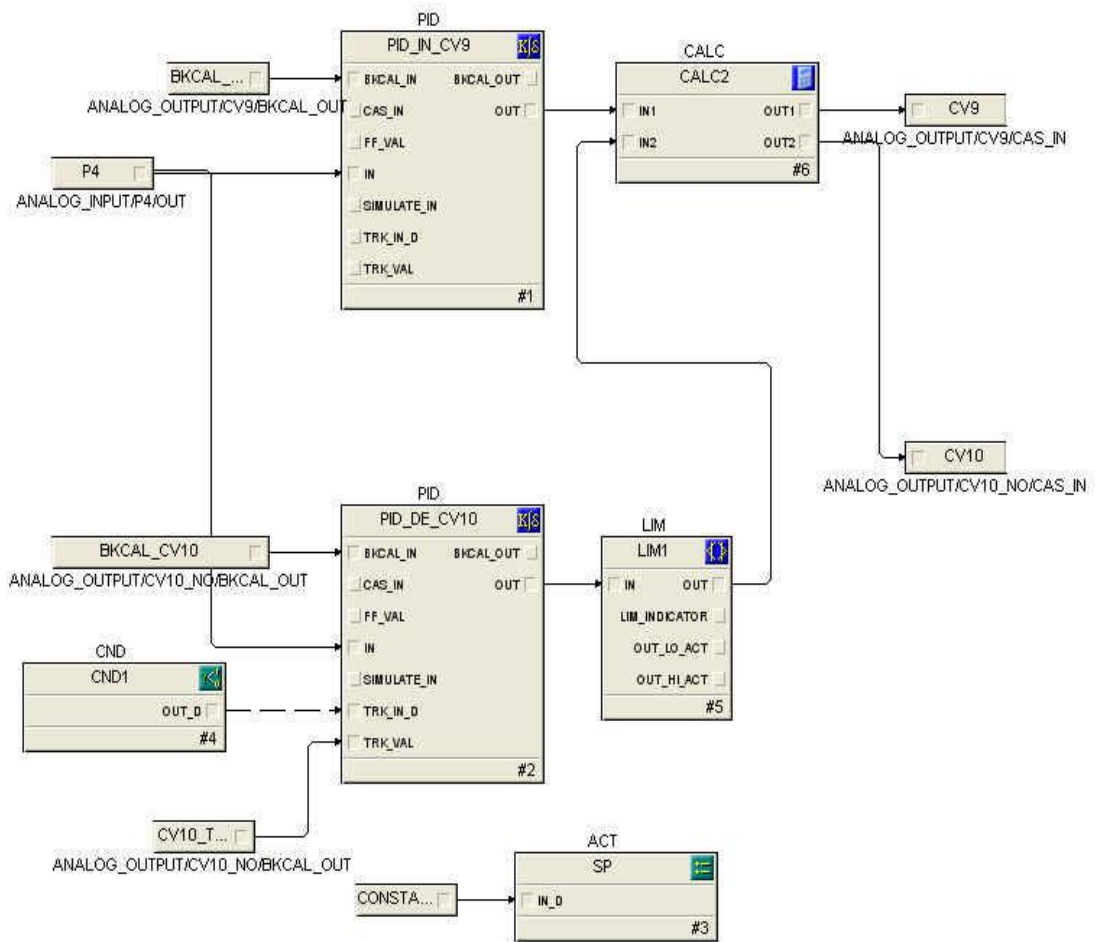 PID
PID_IN_CV9
BKCAL_...
BKCAL_IN
BKCAL_OUT
ANALOG_OUTPUT/CV9/BKCAL_OUT
CAS_IN
OUT
FF_VAL
P4
IN
ANALOG_INPUT/P4/OUT
SIMULATE_IN
TRK_IN_D
TRK_VAL
#1
CALC
CALC2
IN1
OUT1
IN2
OUT2
#6
CV9
ANALOG_OUTPUT/CV9/CAS_IN
CV10
ANALOG_OUTPUT/CV10_NO/CAS_IN
PID
PID_DE_CV10
BKCAL_CV10
BKCAL_IN
BKCAL_OUT
ANALOG_OUTPUT/CV10_NO/BKCAL_OUT
CAS_IN
OUT
FF_VAL
IN
SIMULATE_IN
TRK_IN_D
TRK_VAL
#2
CND
CND1
OUT_D
#4
LIM
LIM1
IN
OUT
LIM_INDICATOR
OUT_LO_ACT
OUT_HI_ACT
#5
CV10_T...
ANALOG_OUTPUT/CV10_NO/BKCAL_OUT
ACT
SP
CONSTA...
IN_D
#3